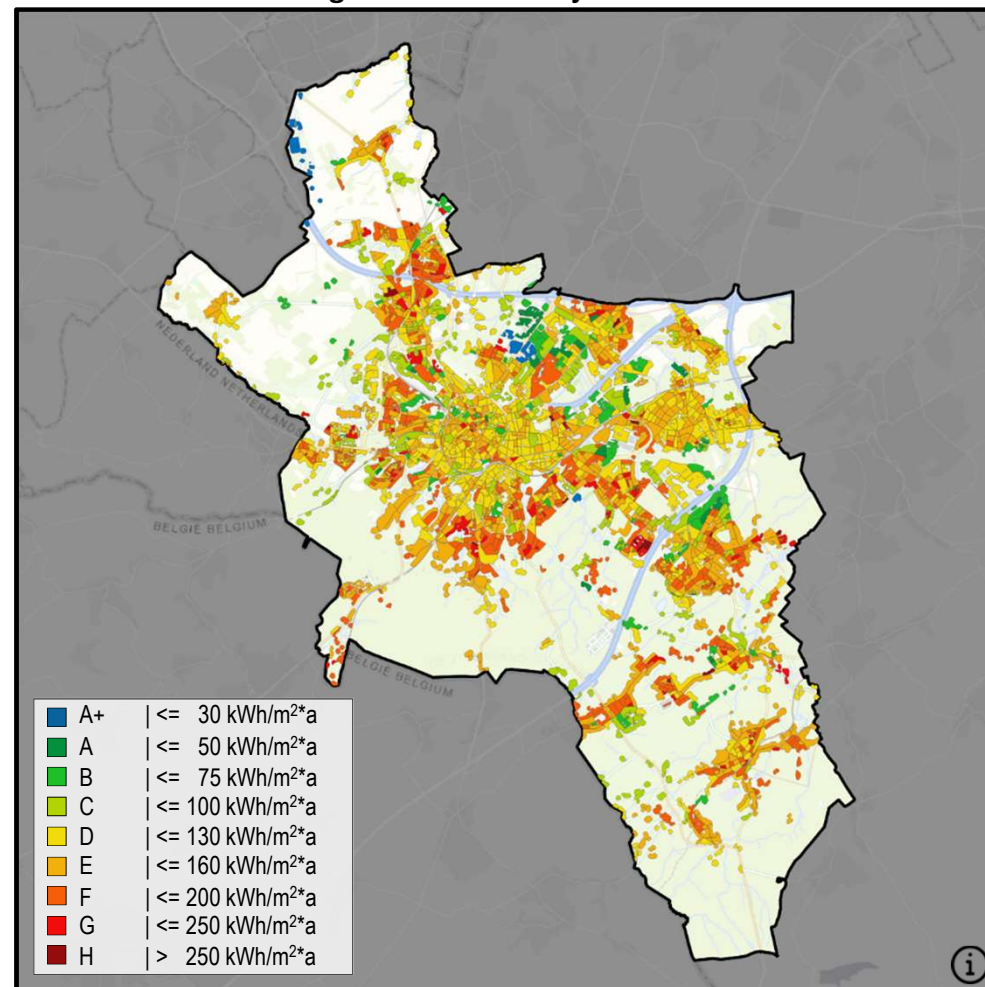 NEDERLAND NETHERLANDS
BELGIË BELGIUM
BELGIË BELGIUM
A+ | <= 30 kWh/m²*a
A | <= 50 kWh/m²*a
B | <= 75 kWh/m²*a
C | <= 100 kWh/m²*a
D | <= 130 kWh/m²*a
E | <= 160 kWh/m²*a
F | <= 200 kWh/m²*a
G | <= 250 kWh/m²*a
H | > 250 kWh/m²*a
i